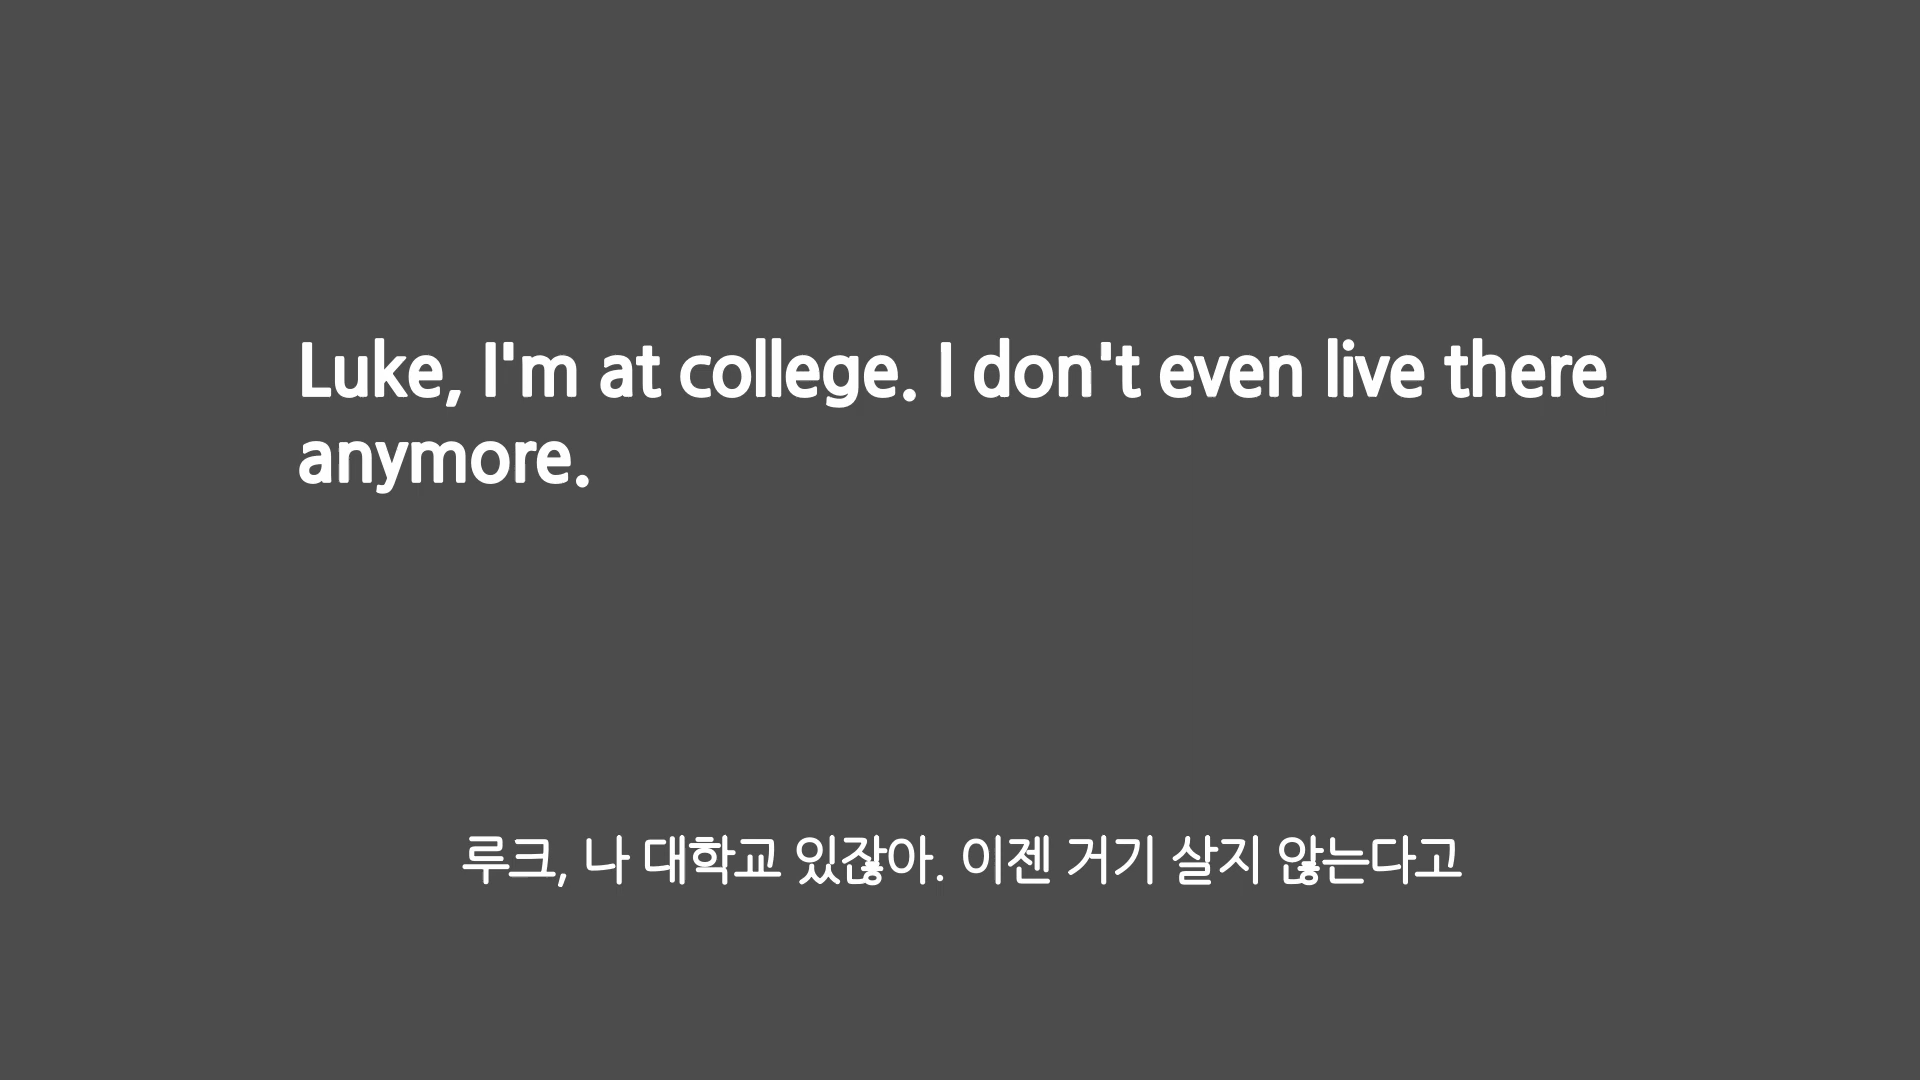 Luke, I'm at college. I don't even live there
anymore.
루크, 나 대학교 있잖아. 이젠 거기 살지 않는다고